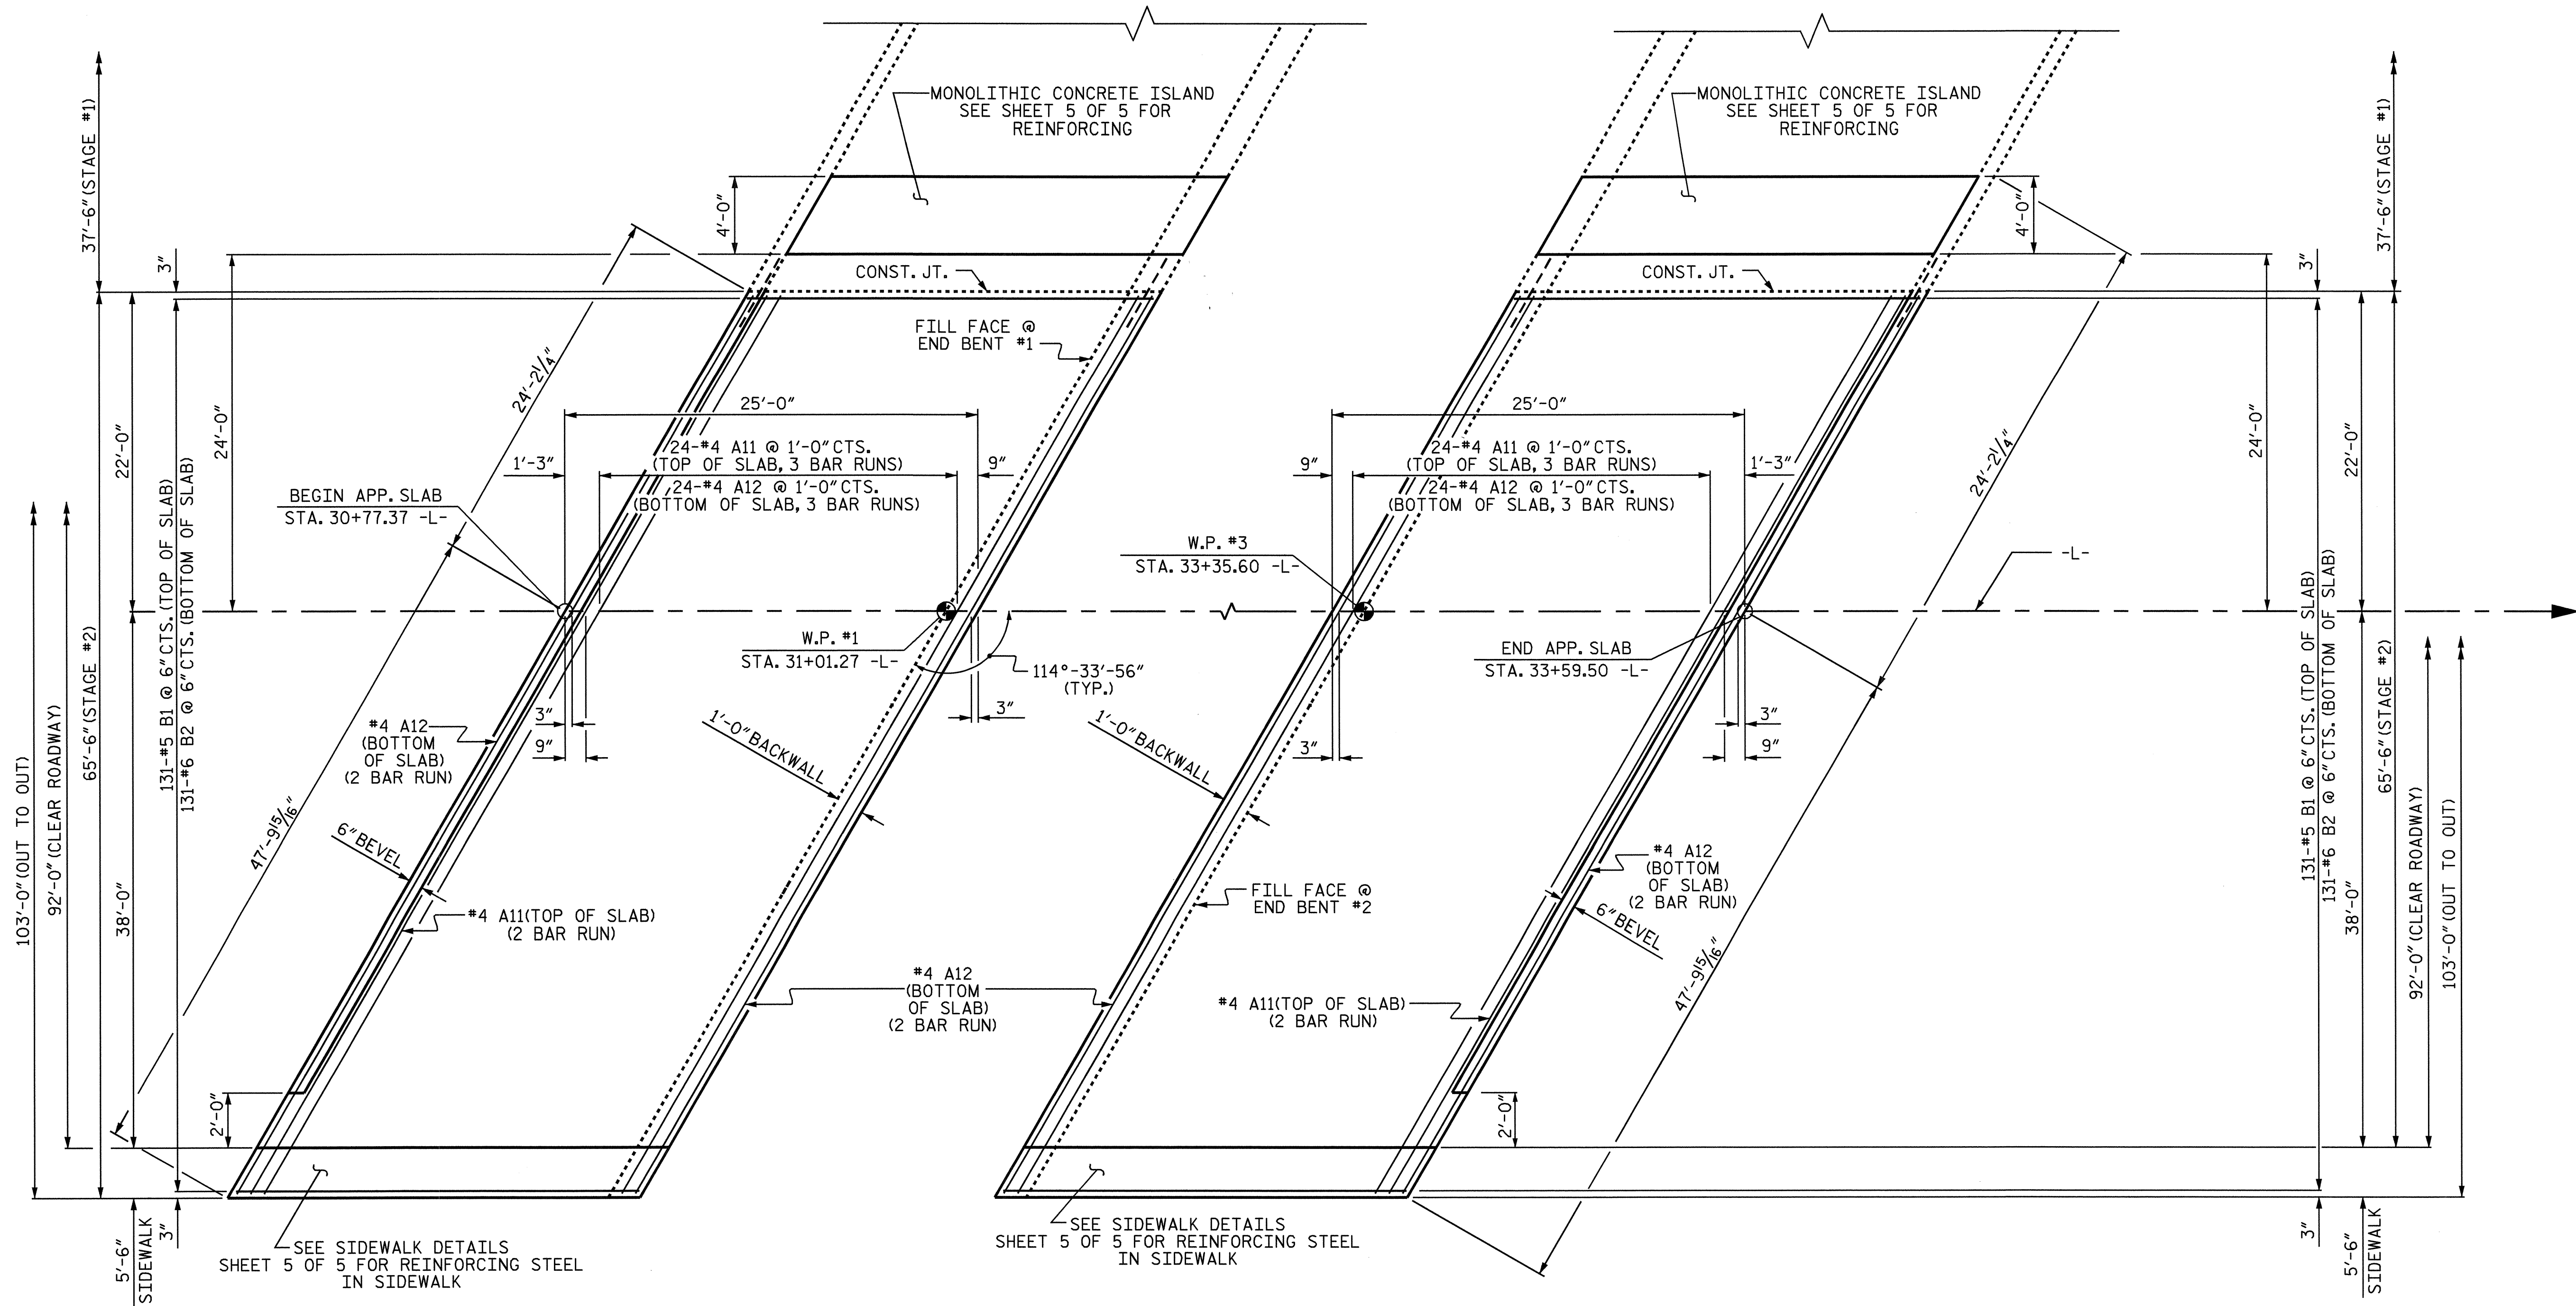 MONOLITHIC CONCRETE ISLAND
SEE SHEET 5 OF 5 FOR
REINFORCING
MONOLITHIC CONCRETE ISLAND
SEE SHEET 5 OF 5 FOR
REINFORCING
37'-6" (STAGE #1)
3"
4'-0"
CONST. JT.
CONST. JT.
4'-0"
3"
37'-6" (STAGE #1)
FILL FACE @
END BENT #1
24'-2 1/4"
22'-0"
24'-0"
25'-0"
24-#4 A11 @ 1'-0" CTS.
(TOP OF SLAB, 3 BAR RUNS)
24-#4 A12 @ 1'-0" CTS.
(BOTTOM OF SLAB, 3 BAR RUNS)
1'-3"
9"
25'-0"
24-#4 A11 @ 1'-0" CTS.
(TOP OF SLAB, 3 BAR RUNS)
24-#4 A12 @ 1'-0" CTS.
(BOTTOM OF SLAB, 3 BAR RUNS)
9"
1'-3"
24'-2 1/4"
24'-0"
22'-0"
BEGIN APP. SLAB
STA. 30+77.37 -L-
W.P. #1
STA. 31+01.27 -L-
W.P. #3
STA. 33+35.60 -L-
END APP. SLAB
STA. 33+59.50 -L-
-L-
114°-33'-56"
(TYP.)
103'-0" (OUT TO OUT)
92'-0" (CLEAR ROADWAY)
65'-6" (STAGE #2)
38'-0"
131-#5 B1 @ 6" CTS. (TOP OF SLAB)
131-#6 B2 @ 6" CTS. (BOTTOM OF SLAB)
47'-9 15/16"
#4 A12
(BOTTOM
OF SLAB)
(2 BAR RUN)
3"
9"
6" BEVEL
#4 A11 (TOP OF SLAB)
(2 BAR RUN)
1'-0" BACKWALL
3"
1'-0" BACKWALL
3"
3"
9"
FILL FACE @
END BENT #2
#4 A12
(BOTTOM
OF SLAB)
(2 BAR RUN)
6" BEVEL
#4 A12
(BOTTOM
OF SLAB)
(2 BAR RUN)
#4 A11 (TOP OF SLAB)
(2 BAR RUN)
47'-9 15/16"
131-#5 B1 @ 6" CTS. (TOP OF SLAB)
131-#6 B2 @ 6" CTS. (BOTTOM OF SLAB)
38'-0"
65'-6" (STAGE #2)
92'-0" (CLEAR ROADWAY)
103'-0" (OUT TO OUT)
2'-0"
2'-0"
5'-6"
SIDEWALK
3"
SEE SIDEWALK DETAILS
SHEET 5 OF 5 FOR REINFORCING STEEL
IN SIDEWALK
SEE SIDEWALK DETAILS
SHEET 5 OF 5 FOR REINFORCING STEEL
IN SIDEWALK
3"
5'-6"
SIDEWALK